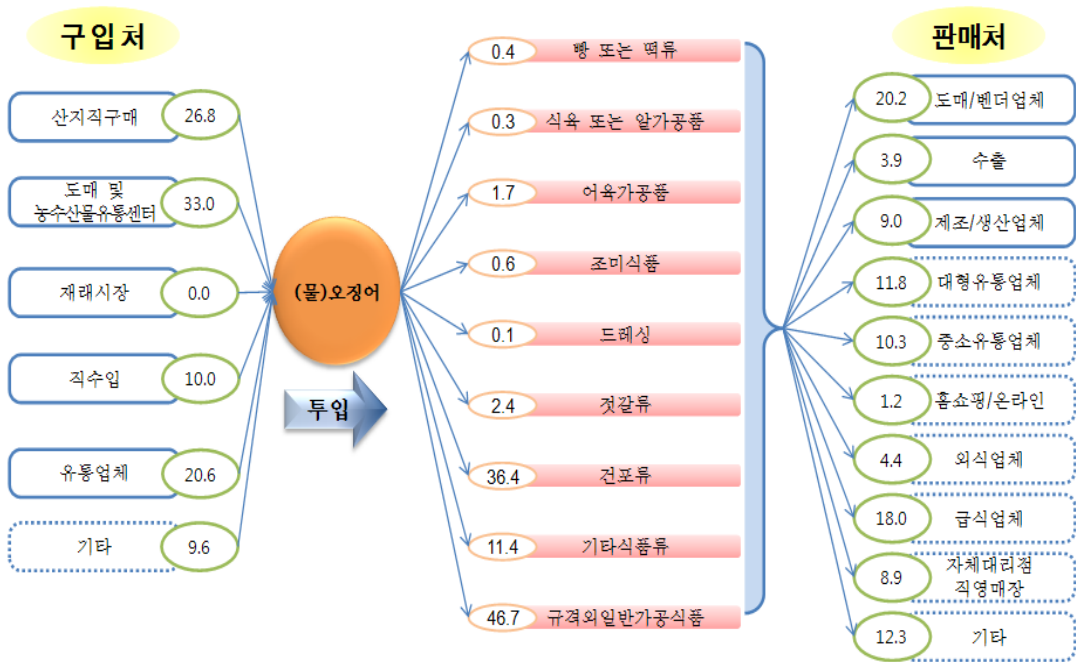 구입처
산지직구매
26.8
도매 및
농수산물유통센터
33.0
재래시장
0.0
직수입
10.0
유통업체
20.6
기타
9.6
(물)오징어
투입
0.4
빵 또는 떡류
0.3
식육 또는 알가공품
1.7
어육가공품
0.6
조미식품
0.1
드레싱
2.4
젓갈류
36.4
건포류
11.4
기타식품류
46.7
규격외일반가공식품
판매처
20.2
도매/벤더업체
3.9
수출
9.0
제조/생산업체
11.8
대형유통업체
10.3
중소유통업체
1.2
홈쇼핑/온라인
4.4
외식업체
18.0
급식업체
8.9
자체대리점
직영매장
12.3
기타